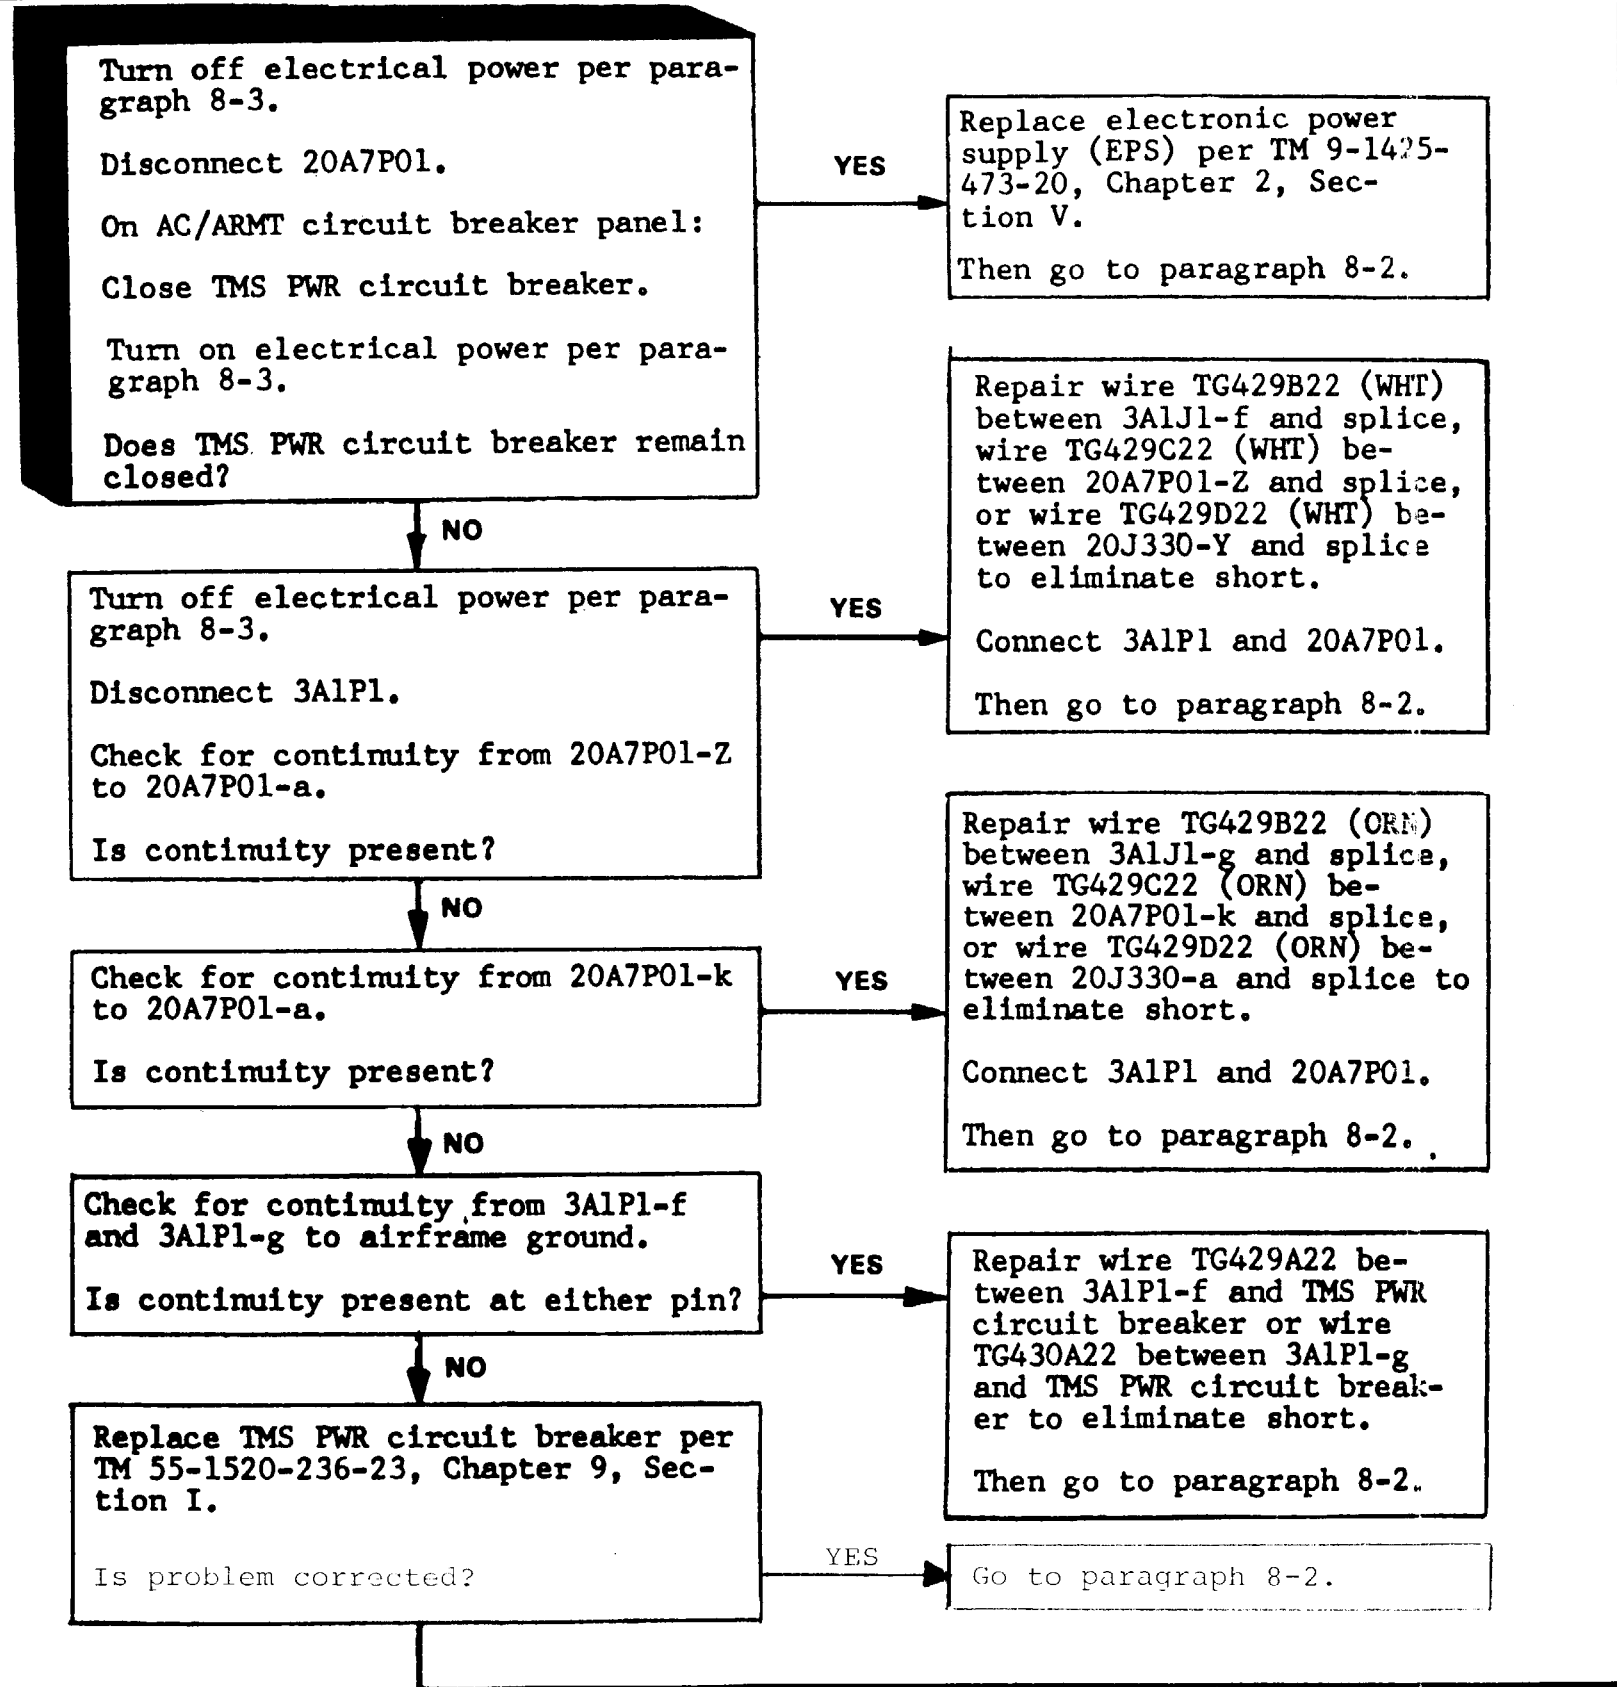 Turn off electrical power per para-
graph 8-3.
Disconnect 20A7P01.
On AC/ARMT circuit breaker panel:
Close TMS PWR circuit breaker.
Turn on electrical power per para-
graph 8-3.
Does TMS PWR circuit breaker remain
closed?
YES
Replace electronic power
supply (EPS) per TM 9-1425-
473-20, Chapter 2, Sec-
tion V.
Then go to paragraph 8-2.
NO
Turn off electrical power per para-
graph 8-3.
Disconnect 3A1P1.
Check for continuity from 20A7P01-Z
to 20A7P01-a.
Is continuity present?
YES
Repair wire TG429B22 (WHT)
between 3A1J1-f and splice,
wire TG429C22 (WHT) be-
tween 20A7P01-Z and splice,
or wire TG429D22 (WHT) be-
tween 20J330-Y and splice
to eliminate short.
Connect 3A1P1 and 20A7P01.
Then go to paragraph 8-2.
NO
Check for continuity from 20A7P01-k
to 20A7P01-a.
Is continuity present?
YES
Repair wire TG429B22 (ORN)
between 3A1J1-g and splice,
wire TG429C22 (ORN) be-
tween 20A7P01-k and splice,
or wire TG429D22 (ORN) be-
tween 20J330-a and splice to
eliminate short.
Connect 3A1P1 and 20A7P01.
Then go to paragraph 8-2.
NO
Check for continuity from 3A1P1-f
and 3A1P1-g to airframe ground.
Is continuity present at either pin?
YES
Repair wire TG429A22 be-
tween 3A1P1-f and TMS PWR
circuit breaker or wire
TG430A22 between 3A1P1-g
and TMS PWR circuit break-
er to eliminate short.
Then go to paragraph 8-2.
NO
Replace TMS PWR circuit breaker per
TM 55-1520-236-23, Chapter 9, Sec-
tion I.
Is problem corrected?
YES
Go to paragraph 8-2.